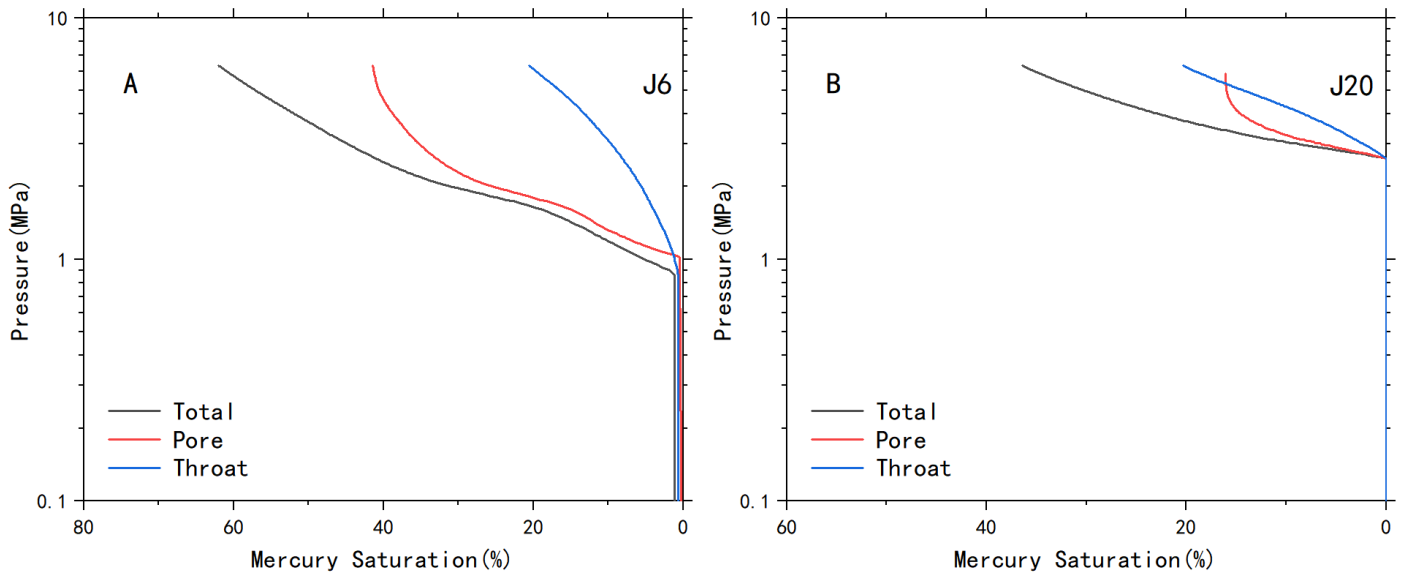 10
A
J6
1
Pressure(MPa)
Total
Pore
Throat
0.1
80
60
40
20
0
Mercury Saturation(%)
10
B
J20
1
Pressure(MPa)
Total
Pore
Throat
0.1
60
40
20
0
Mercury Saturation(%)